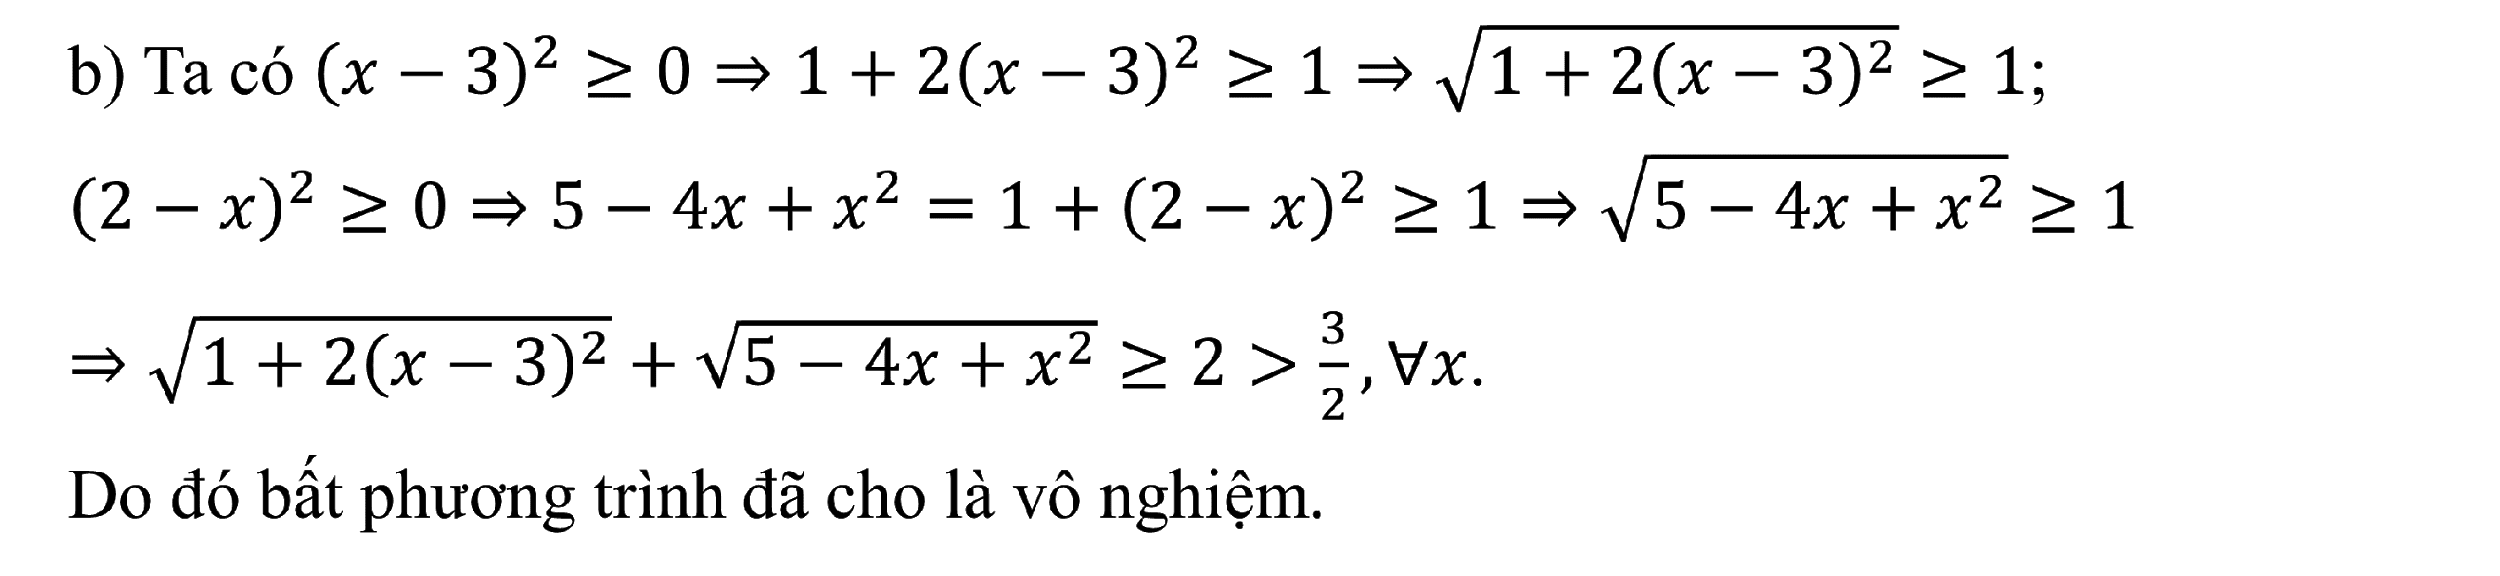 b) Ta có (x − 3)² ≥ 0 ⇒ 1 + 2(x − 3)² ≥ 1 ⇒ √(1 + 2(x − 3)²) ≥ 1;
(2 − x)² ≥ 0 ⇒ 5 − 4x + x² = 1 + (2 − x)² ≥ 1 ⇒ √(5 − 4x + x²) ≥ 1
⇒ √(1 + 2(x − 3)²) + √(5 − 4x + x²) ≥ 2 > 3/2, ∀x.
Do đó bất phương trình đã cho là vô nghiệm.